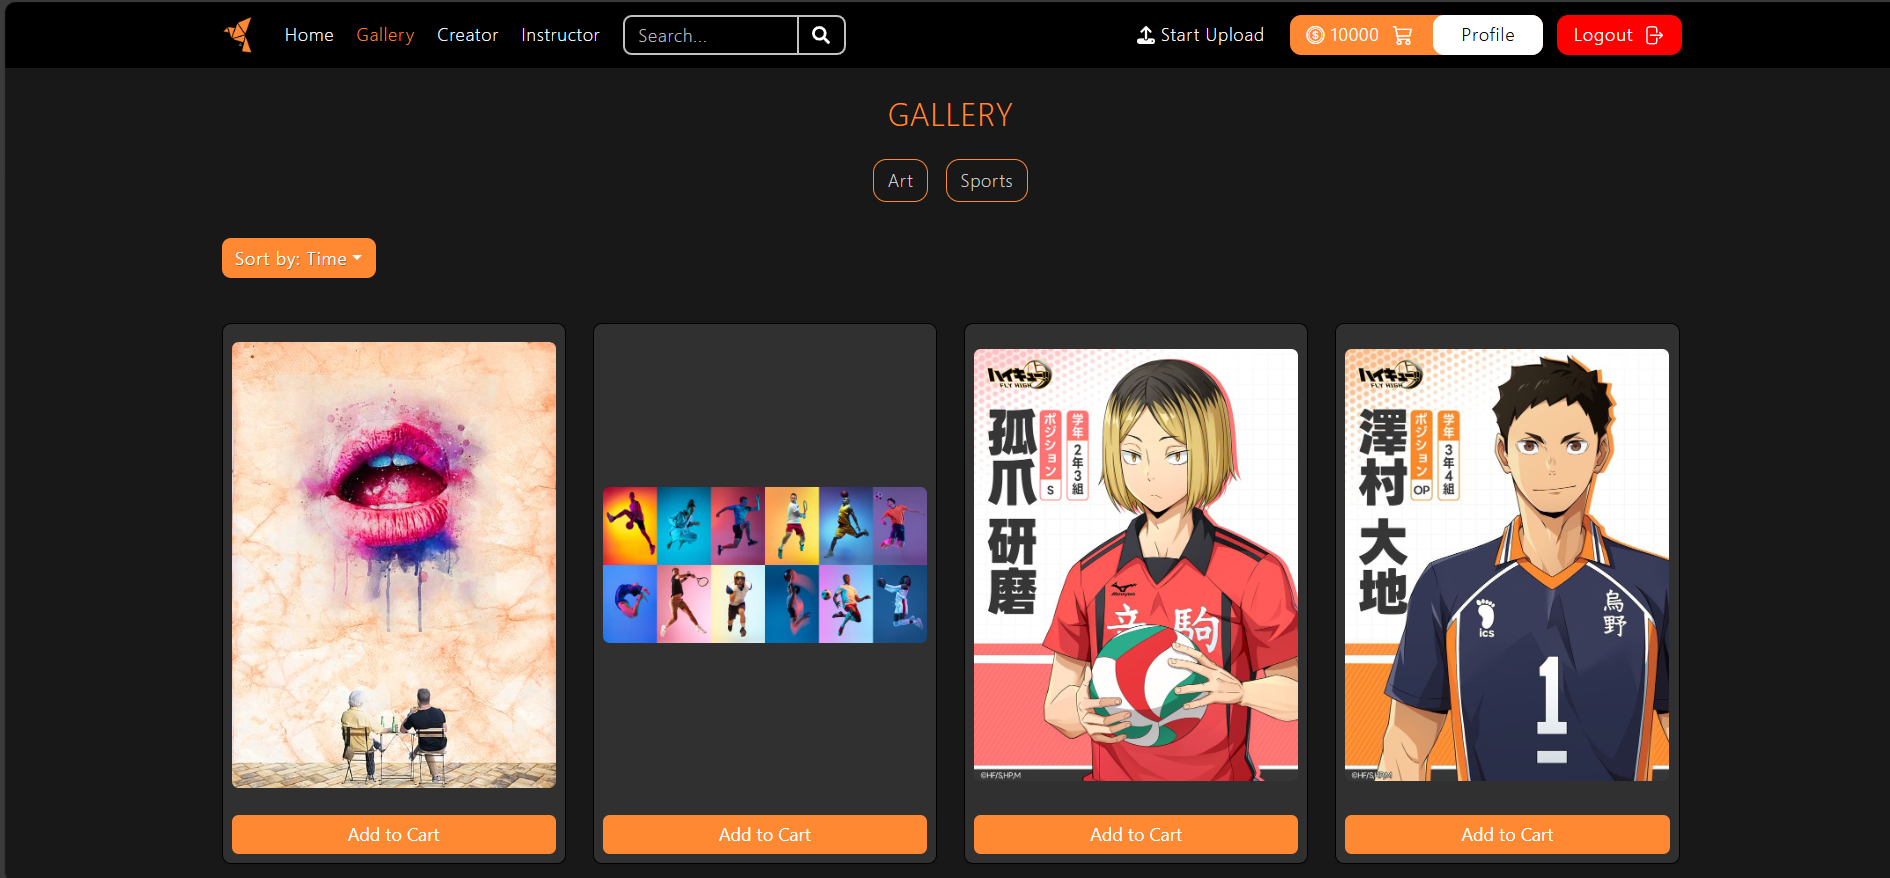 Home
Gallery
Creator
Instructor
Search...
Start Upload
10000
Profile
Logout
GALLERY
Art
Sports
Sort by: Time
ハイキュー!!
FLY HIGH
孤爪 研磨
ポジション S
学年 2年3組
Mizuno
音駒
©HF/S,HP,M
ハイキュー!!
FLY HIGH
澤村 大地
ポジション OP
学年 3年4組
ics
烏野
1
©HF/S,HP,M
Add to Cart
Add to Cart
Add to Cart
Add to Cart